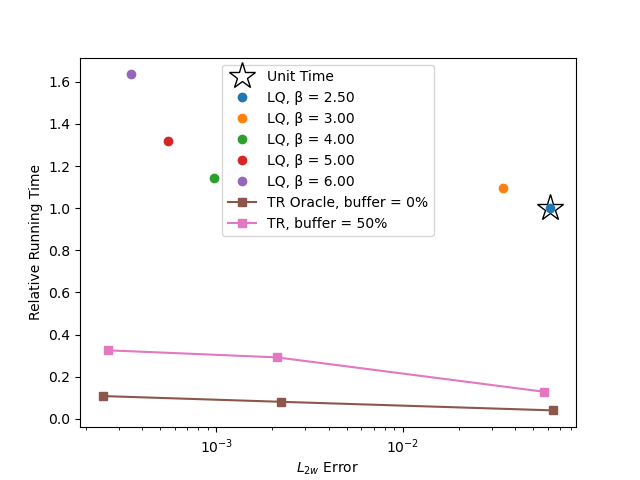 Unit Time
LQ, β = 2.50
LQ, β = 3.00
LQ, β = 4.00
LQ, β = 5.00
LQ, β = 6.00
TR Oracle, buffer = 0%
TR, buffer = 50%
Relative Running Time
1.6
1.4
1.2
1.0
0.8
0.6
0.4
0.2
0.0
10⁻³
10⁻²
L₂w Error